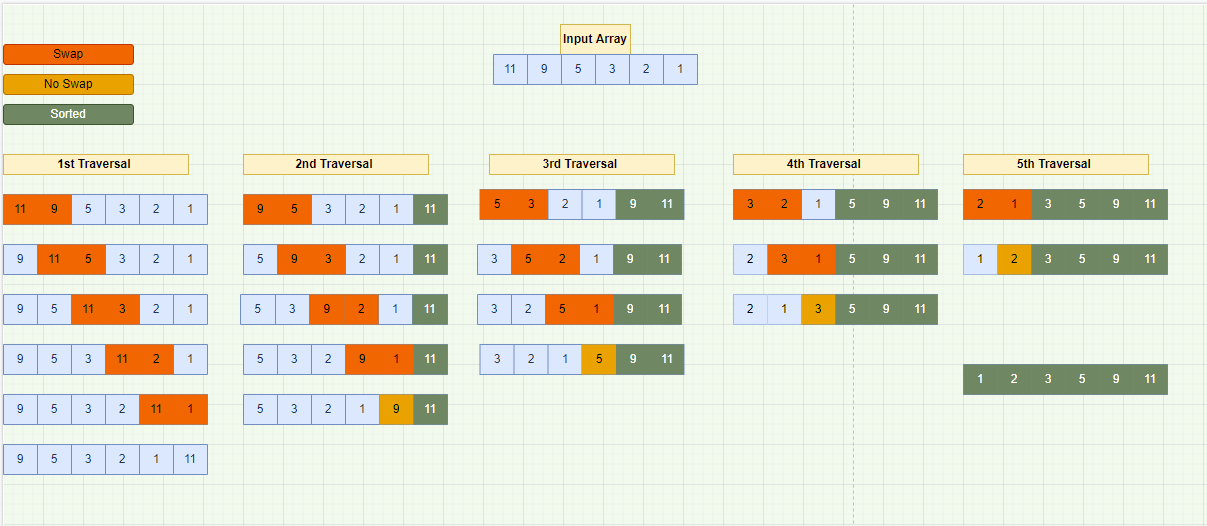 Input Array
11 9 5 3 2 1
Swap
No Swap
Sorted
1st Traversal
11 9 5 3 2 1
9 11 5 3 2 1
9 5 11 3 2 1
9 5 3 11 2 1
9 5 3 2 11 1
9 5 3 2 1 11
2nd Traversal
9 5 3 2 1 11
5 9 3 2 1 11
5 3 9 2 1 11
5 3 2 9 1 11
5 3 2 1 9 11
3rd Traversal
5 3 2 1 9 11
3 5 2 1 9 11
3 2 5 1 9 11
3 2 1 5 9 11
4th Traversal
3 2 1 5 9 11
2 3 1 5 9 11
2 1 3 5 9 11
5th Traversal
2 1 3 5 9 11
1 2 3 5 9 11
1 2 3 5 9 11